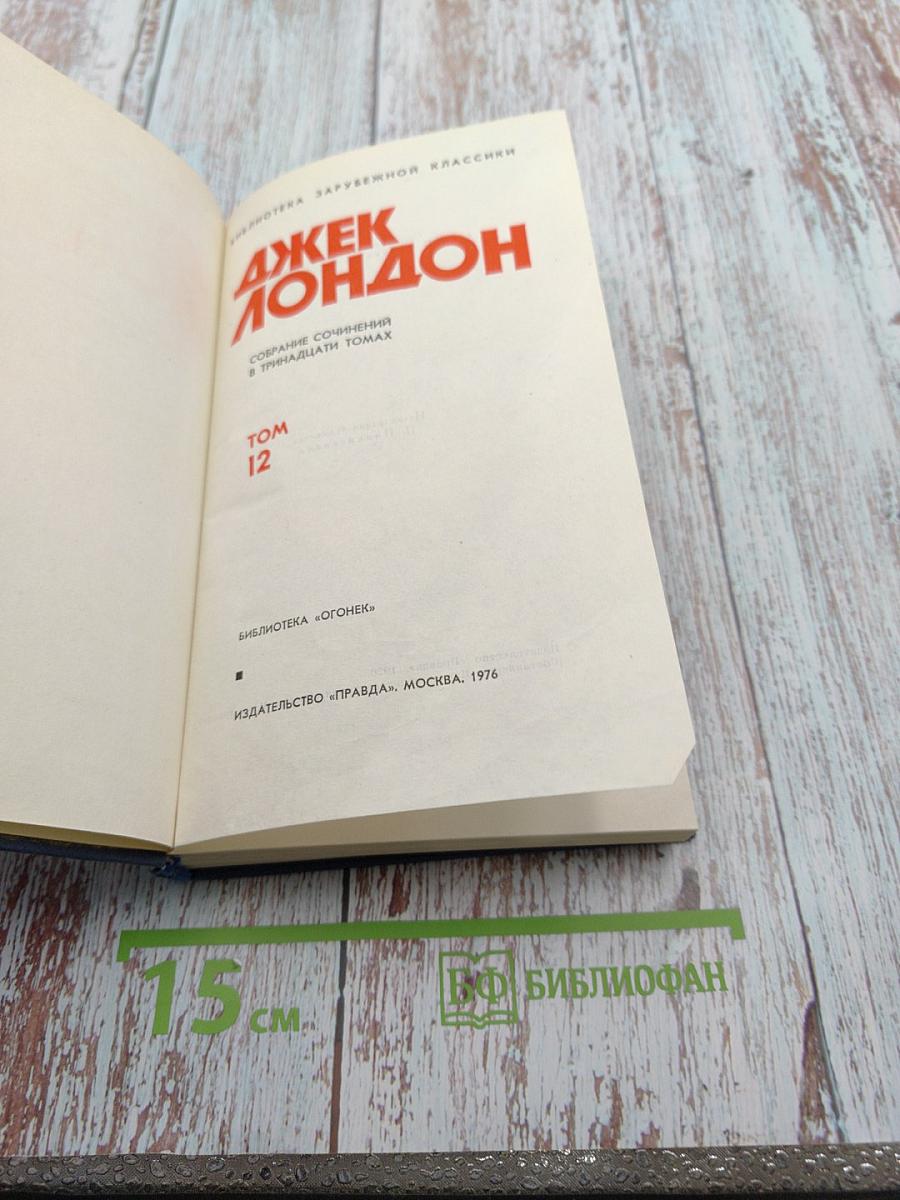 БИБЛИОТЕКА ЗАРУБЕЖНОЙ КЛАССИКИ
ДЖЕК
ЛОНДОН
СОБРАНИЕ СОЧИНЕНИЙ
В ТРИНАДЦАТИ ТОМАХ
ТОМ
12
БИБЛИОТЕКА «ОГОНЕК»
ИЗДАТЕЛЬСТВО «ПРАВДА». МОСКВА. 1976
15 см
БФ БИБЛИОФАН